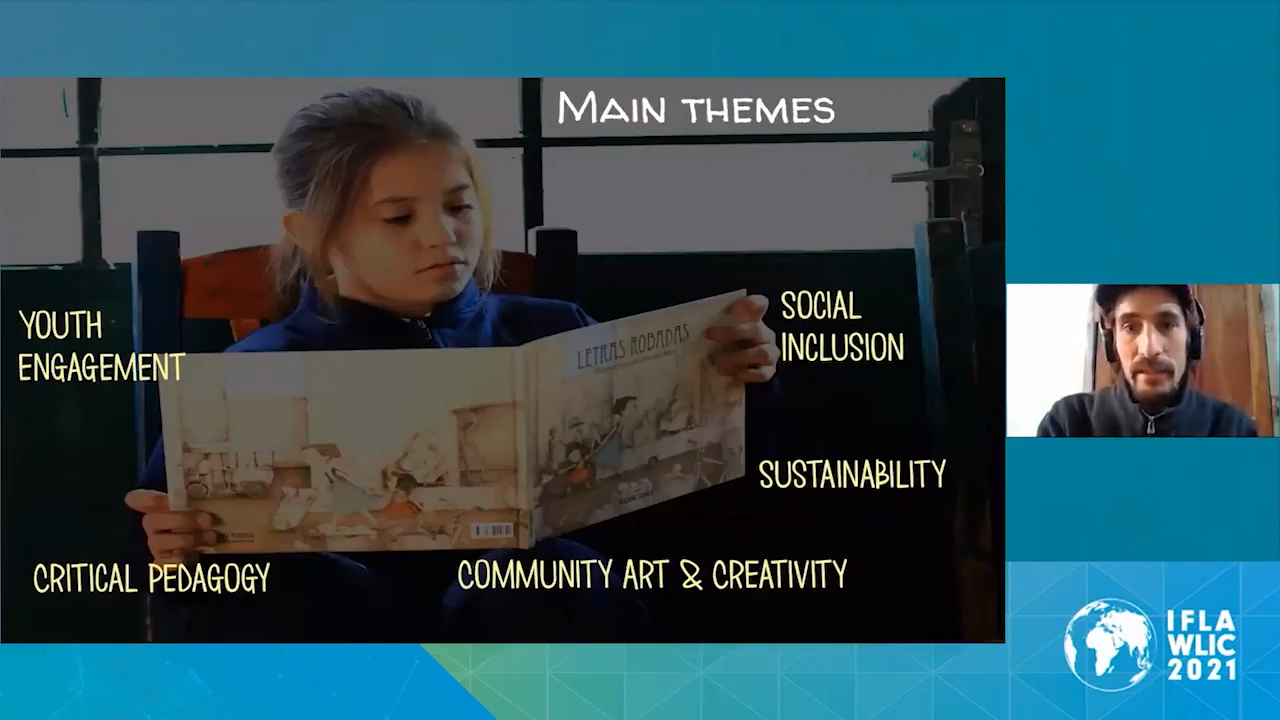 MAIN THEMES
YOUTH
ENGAGEMENT
SOCIAL
INCLUSION
LETRAS ROBADAS
SUSTAINABILITY
CRITICAL PEDAGOGY
COMMUNITY ART & CREATIVITY
IFLA
WLIC
2021